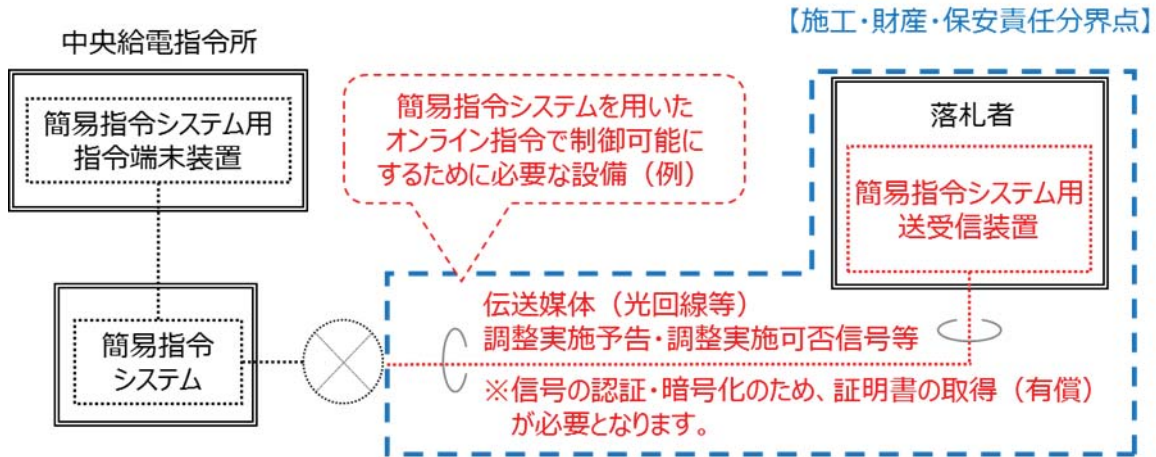 【施工・財産・保安責任分界点】
中央給電指令所
簡易指令システム用
指令端末装置
簡易指令システムを用いた
オンライン指令で制御可能に
するために必要な設備（例）
落札者
簡易指令システム用
送受信装置
簡易指令
システム
伝送媒体（光回線等）
調整実施予告・調整実施可否信号等
※信号の認証・暗号化のため、証明書の取得（有償）
が必要となります。